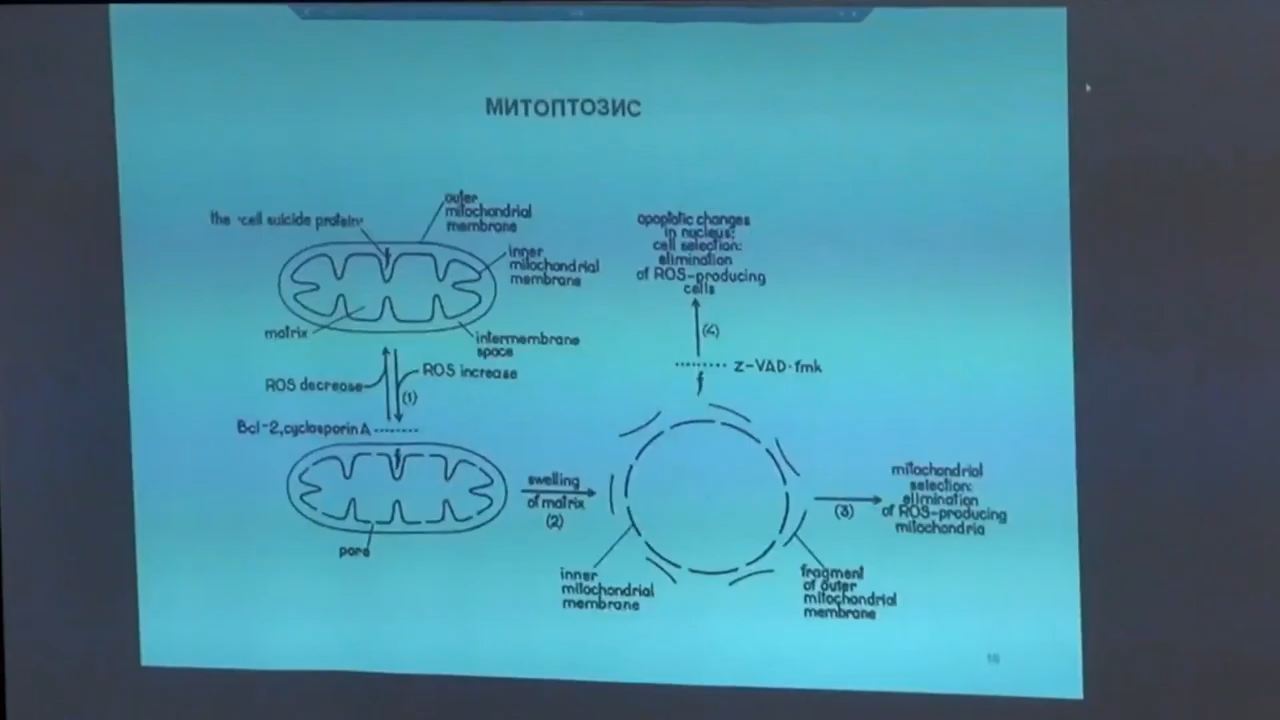 МИТОПТОЗИС
the "cell suicide protein"
outer
mitochondrial
membrane
inner
mitochondrial
membrane
matrix
intermembrane
space
ROS decrease
ROS increase
(1)
Bcl-2, cyclosporin A
pore
swelling
of matrix
(2)
inner
mitochondrial
membrane
apoptotic changes
in nucleus;
cell selection:
elimination
of ROS-producing
cells
(4)
z-VAD·fmk
mitochondrial
selection:
elimination
of ROS-producing
mitochondria
(3)
fragment
of outer
mitochondrial
membrane